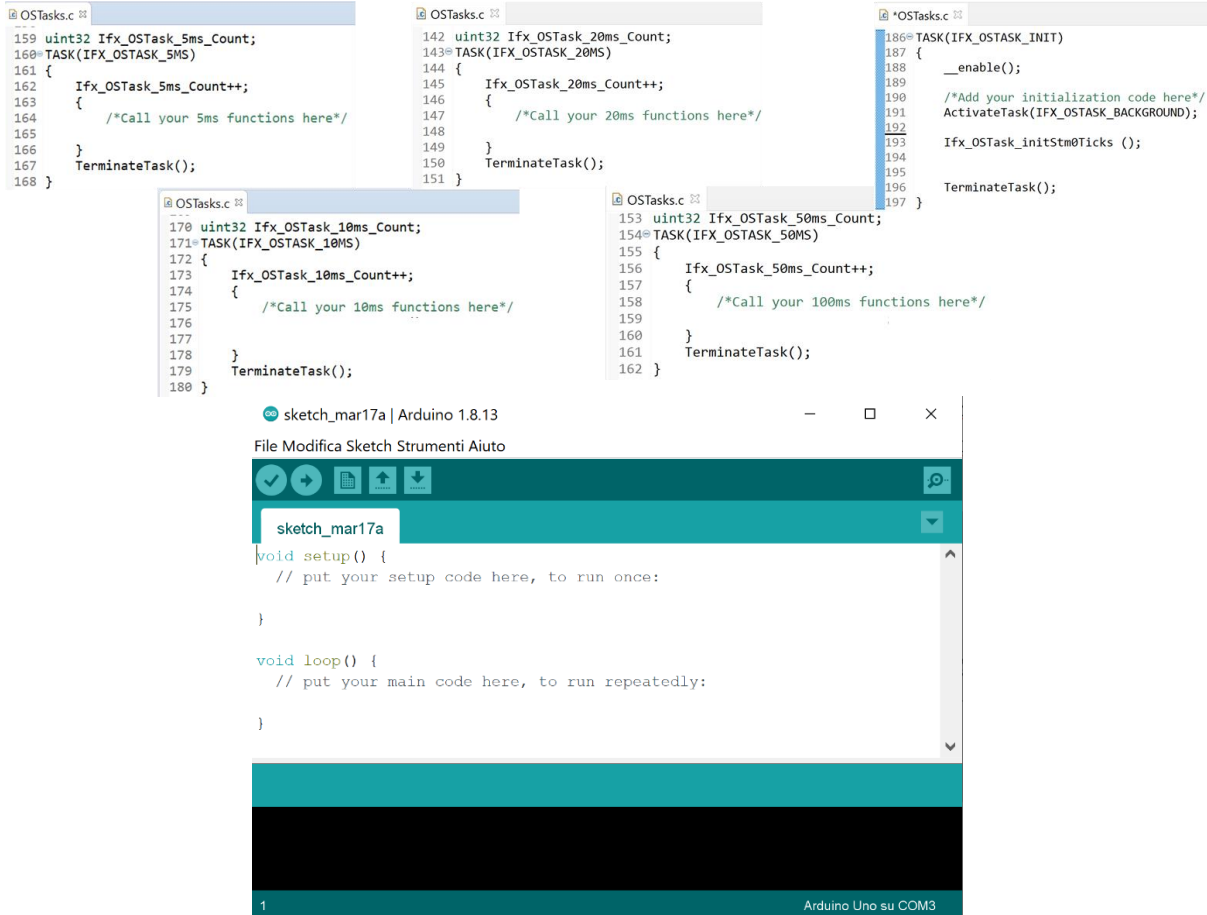 OSTasks.c
159 uint32 Ifx_OSTask_5ms_Count;
160 TASK(IFX_OSTASK_5MS)
161 {
162 Ifx_OSTask_5ms_Count++;
163 {
164 /*Call your 5ms functions here*/
165
166 }
167 TerminateTask();
168 }
OSTasks.c
142 uint32 Ifx_OSTask_20ms_Count;
143 TASK(IFX_OSTASK_20MS)
144 {
145 Ifx_OSTask_20ms_Count++;
146 {
147 /*Call your 20ms functions here*/
148
149 }
150 TerminateTask();
151 }
*OSTasks.c
186 TASK(IFX_OSTASK_INIT)
187 {
188 __enable();
189
190 /*Add your initialization code here*/
191 ActivateTask(IFX_OSTASK_BACKGROUND);
192
193 Ifx_OSTask_initStm0Ticks ();
194
195
196 TerminateTask();
197 }
OSTasks.c
170 uint32 Ifx_OSTask_10ms_Count;
171 TASK(IFX_OSTASK_10MS)
172 {
173 Ifx_OSTask_10ms_Count++;
174 {
175 /*Call your 10ms functions here*/
176
177
178 }
179 TerminateTask();
180 }
OSTasks.c
153 uint32 Ifx_OSTask_50ms_Count;
154 TASK(IFX_OSTASK_50MS)
155 {
156 Ifx_OSTask_50ms_Count++;
157 {
158 /*Call your 100ms functions here*/
159
160 }
161 TerminateTask();
162 }
sketch_mar17a | Arduino 1.8.13
File Modifica Sketch Strumenti Aiuto
sketch_mar17a
void setup() {
// put your setup code here, to run once:
}
void loop() {
// put your main code here, to run repeatedly:
}
1 Arduino Uno su COM3